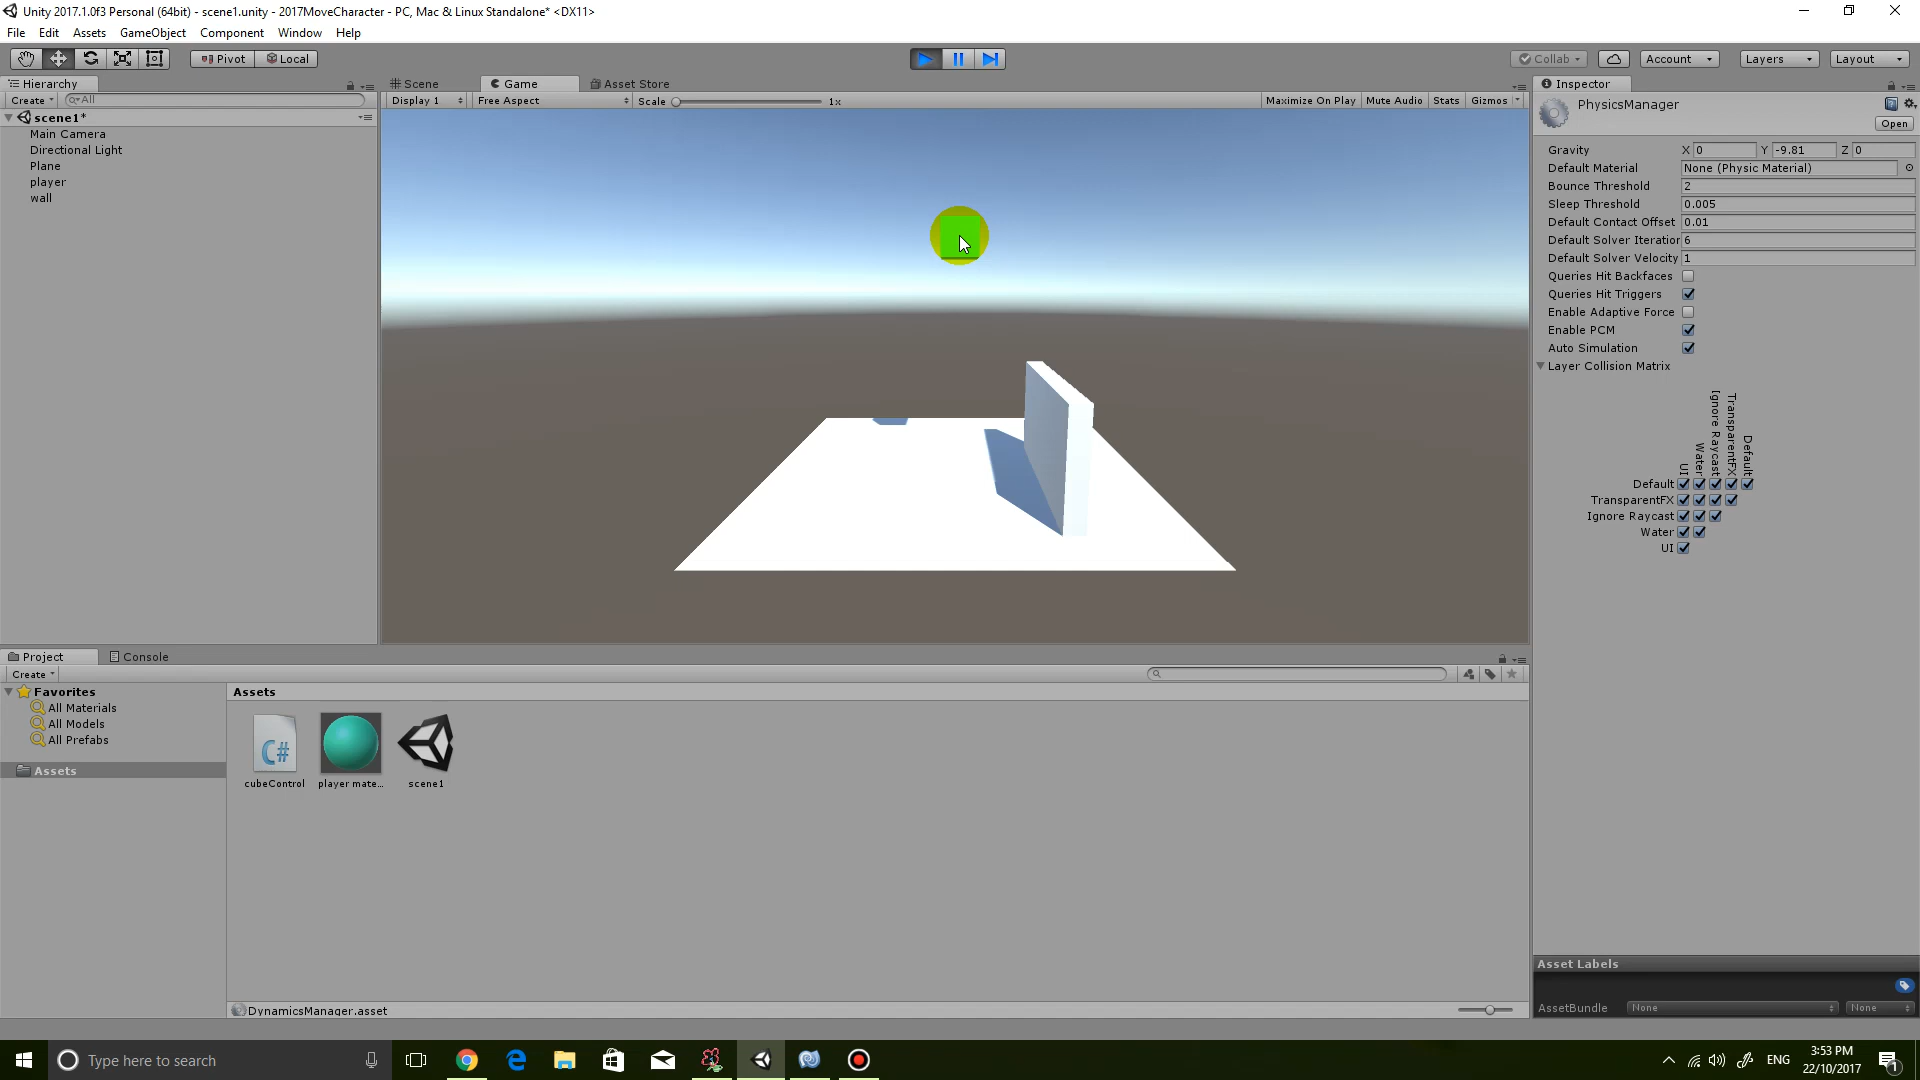 Unity 2017.1.0f3 Personal (64bit) - scene1.unity - 2017MoveCharacter - PC, Mac & Linux Standalone* <DX11>
File Edit Assets GameObject Component Window Help
Pivot Local Collab Account Layers Layout
Hierarchy Scene Game Asset Store Inspector
Create All Display 1 Free Aspect Scale 1x Maximize On Play Mute Audio Stats Gizmos PhysicsManager
Open
scene1*
Main Camera
Directional Light
Plane
player
wall
Gravity X 0 Y -9.81 Z 0
Default Material None (Physic Material)
Bounce Threshold 2
Sleep Threshold 0.005
Default Contact Offset 0.01
Default Solver Iteration 6
Default Solver Velocity 1
Queries Hit Backfaces
Queries Hit Triggers
Enable Adaptive Force
Enable PCM
Auto Simulation
Layer Collision Matrix
UI Water Ignore Raycast TransparentFX Default
Default
TransparentFX
Ignore Raycast
Water
UI
Project Console
Create
Favorites Assets
All Materials
All Models
All Prefabs
Assets
C#
cubeControl player mate... scene1
DynamicsManager.asset
Asset Labels
AssetBundle None None
Type here to search
ENG 3:53 PM
22/10/2017
1